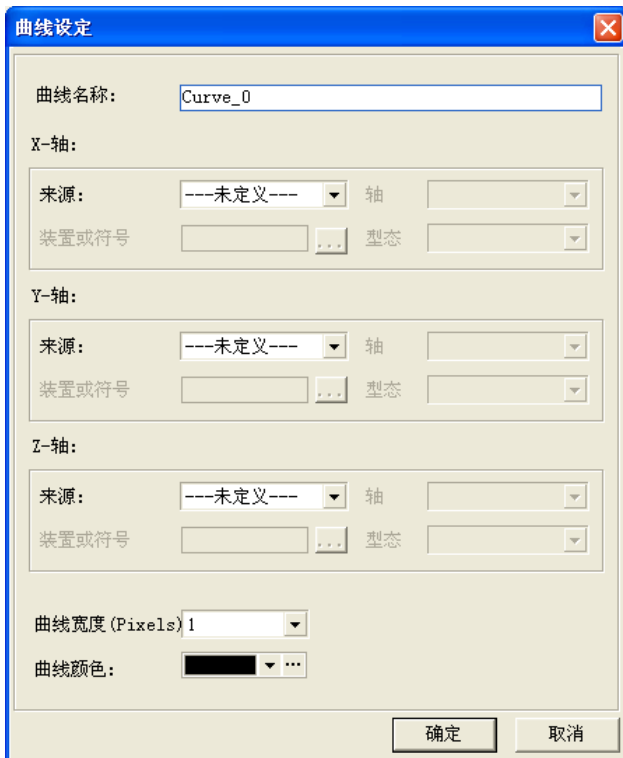 曲线设定
曲线名称: Curve_0
X-轴:
来源: ---未定义--- 轴
装置或符号 ... 型态
Y-轴:
来源: ---未定义--- 轴
装置或符号 ... 型态
Z-轴:
来源: ---未定义--- 轴
装置或符号 ... 型态
曲线宽度(Pixels) 1
曲线颜色: ...
确定 取消